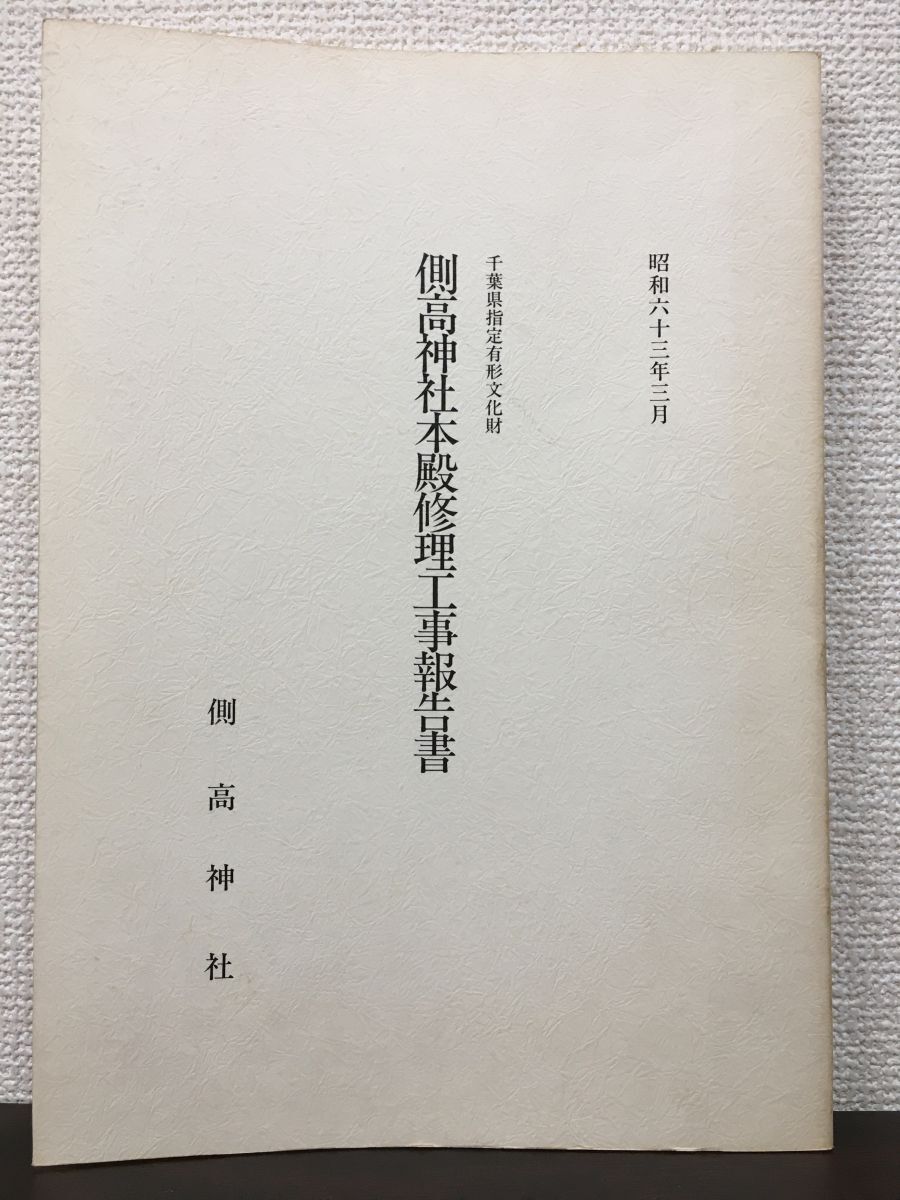 昭和六十三年三月
千葉県指定有形文化財
側高神社本殿修理工事報告書
側高神社